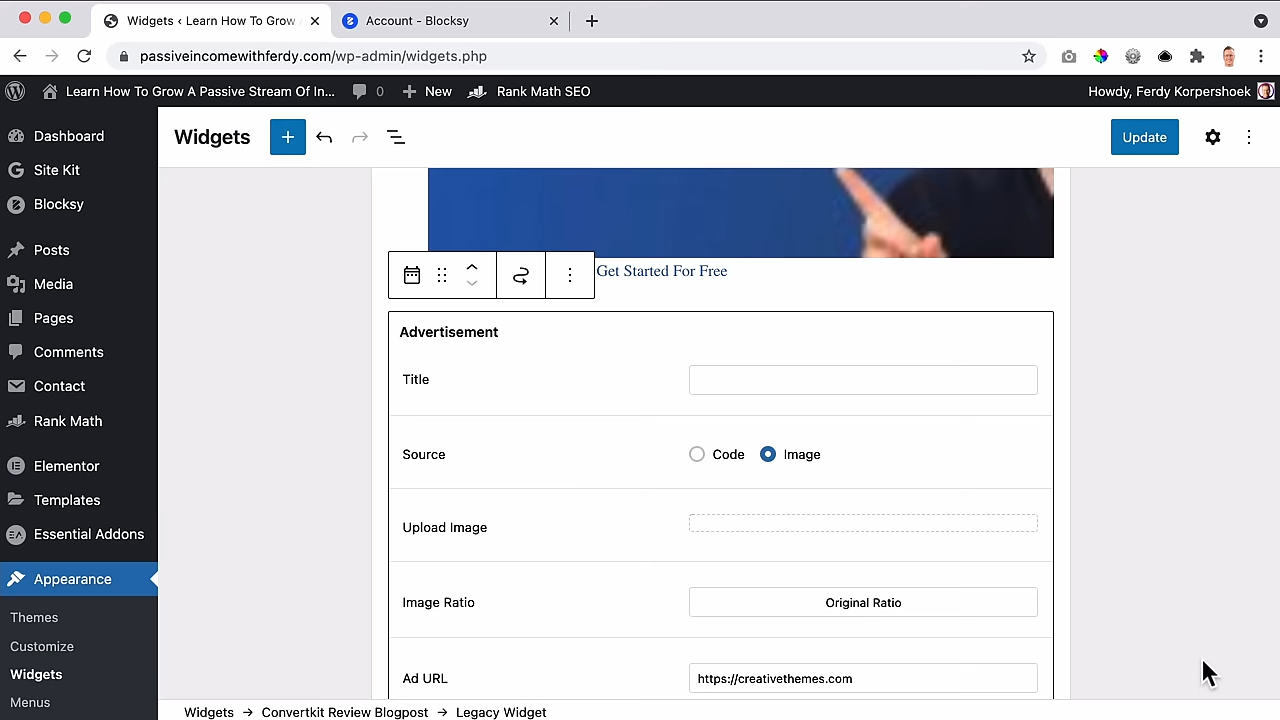 Widgets ‹ Learn How To Grow
Account - Blocksy
passiveincomewithferdy.com/wp-admin/widgets.php
Learn How To Grow A Passive Stream Of In...
0
New
Rank Math SEO
Howdy, Ferdy Korpershoek
Dashboard
Site Kit
Blocksy
Posts
Media
Pages
Comments
Contact
Rank Math
Elementor
Templates
Essential Addons
Appearance
Themes
Customize
Widgets
Menus
Widgets
Update
Get Started For Free
Advertisement
Title
Source
Code
Image
Upload Image
Image Ratio
Original Ratio
Ad URL
https://creativethemes.com
Widgets → Convertkit Review Blogpost → Legacy Widget